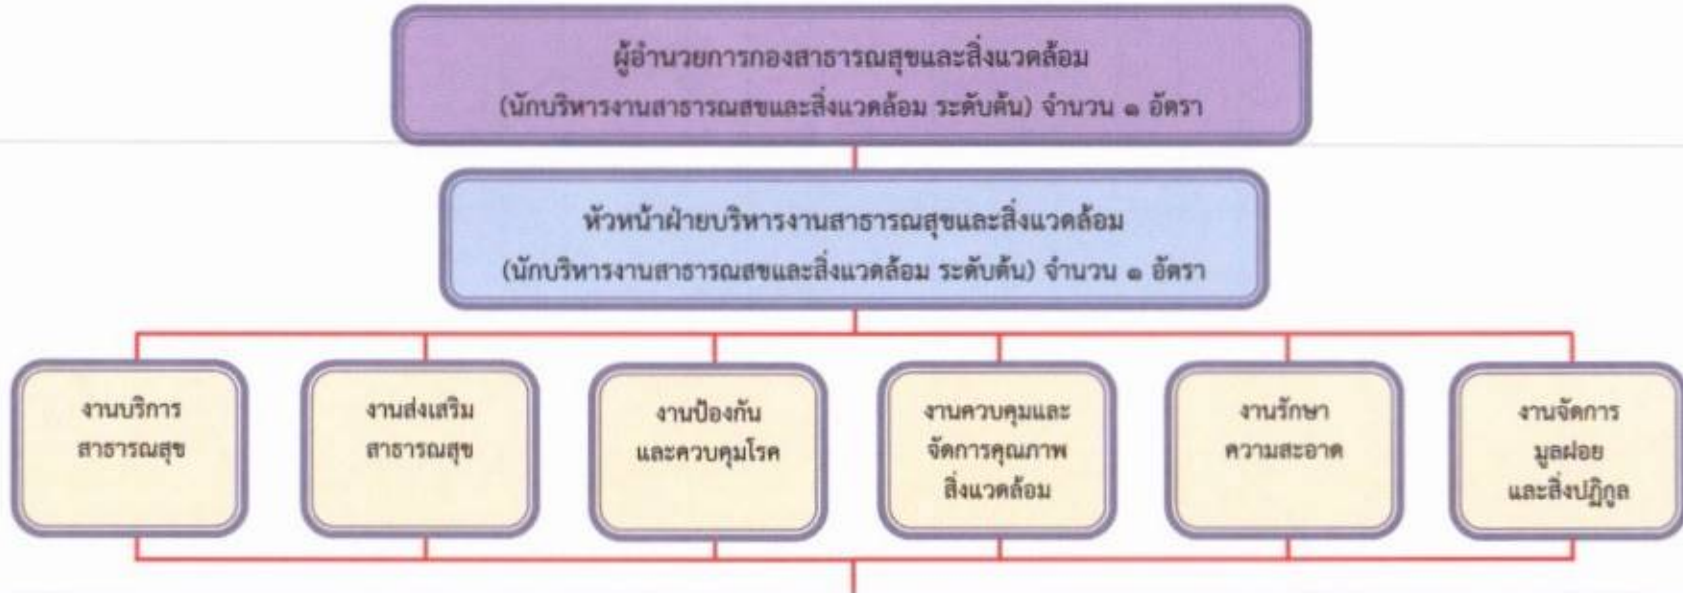 ผู้อำนวยการกองสาธารณสุขและสิ่งแวดล้อม
(นักบริหารงานสาธารณสขและสิ่งแวดล้อม ระดับต้น) จำนวน ๑ อัตรา
หัวหน้าฝ่ายบริหารงานสาธารณสุขและสิ่งแวดล้อม
(นักบริหารงานสาธารณสขและสิ่งแวดล้อม ระดับต้น) จำนวน ๑ อัตรา
งานบริการ
สาธารณสุข
งานส่งเสริม
สาธารณสุข
งานป้องกัน
และควบคุมโรค
งานควบคุมและ
จัดการคุณภาพ
สิ่งแวดล้อม
งานรักษา
ความสะอาด
งานจัดการ
มูลฝอย
และสิ่งปฏิกูล